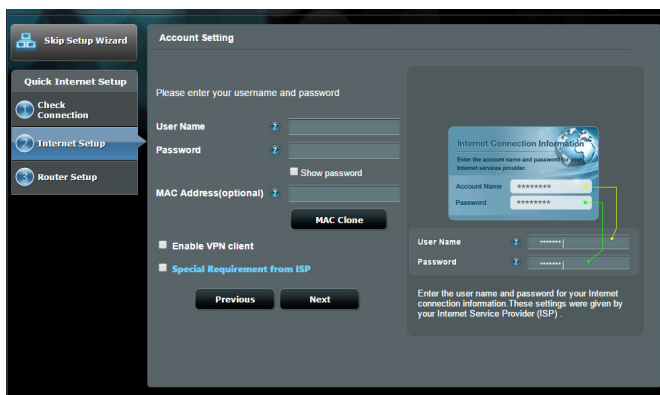 Skip Setup Wizard
Quick Internet Setup
1
Check
Connection
2
Internet Setup
3
Router Setup
Account Setting
Please enter your username and password
User Name ?
Password ?
Show password
MAC Address(optional) ?
MAC Clone
Enable VPN client
Special Requirement from ISP
Previous
Next
Internet Connection Information
Enter the account name and password for your
Internet services provider.
Account Name ********
Password ********
User Name ? *******|
Password ? *******|
Enter the user name and password for your Internet
connection information.These settings were given by
your Internet Service Provider (ISP) .